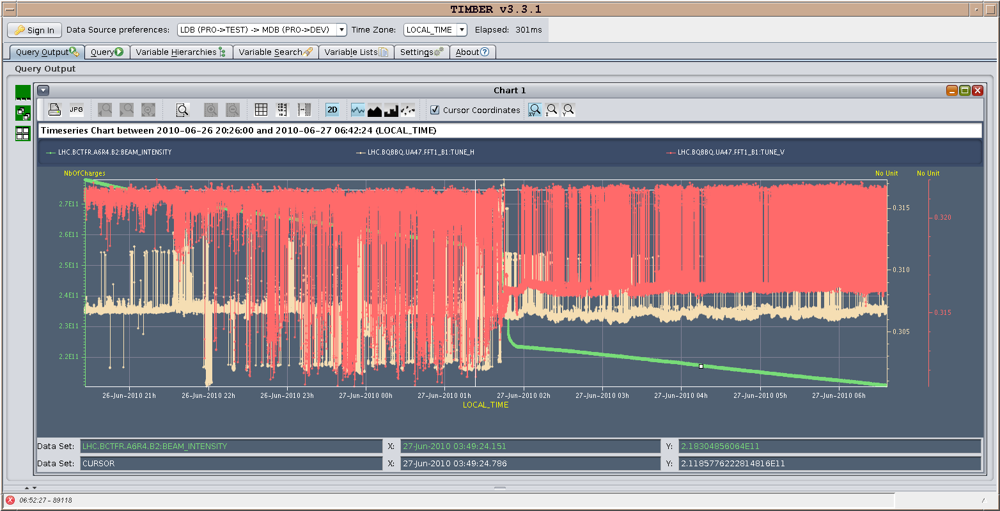 TIMBER v3.3.1
Sign In Data Source preferences: LDB (PRO->TEST) -> MDB (PRO->DEV) Time Zone: LOCAL_TIME Elapsed: 301ms
Query Output Query Variable Hierarchies Variable Search Variable Lists Settings About
Query Output
Chart 1
JPG 2D Cursor Coordinates XY X Y
Timeseries Chart between 2010-06-26 20:26:00 and 2010-06-27 06:42:24 (LOCAL_TIME)
LHC.BCTFR.A6R4.B2:BEAM_INTENSITY LHC.BQBBQ.UA47.FFT1_B1:TUNE_H LHC.BQBBQ.UA47.FFT1_B1:TUNE_V
NbOfCharges No Unit No Unit
2.7E11 0.315
0.320
2.6E11
2.5E11 0.310
2.4E11
0.315
2.3E11 0.305
2.2E11
26-Jun-2010 21h 26-Jun-2010 22h 26-Jun-2010 23h 27-Jun-2010 00h 27-Jun-2010 01h 27-Jun-2010 02h 27-Jun-2010 03h 27-Jun-2010 04h 27-Jun-2010 05h 27-Jun-2010 06h
LOCAL_TIME
Data Set: LHC.BCTFR.A6R4.B2:BEAM_INTENSITY X: 27-Jun-2010 03:49:24.151 Y: 2.18304856064E11
Data Set: CURSOR X: 27-Jun-2010 03:49:24.786 Y: 2.1185776222814816E11
06:52:27 - 89118